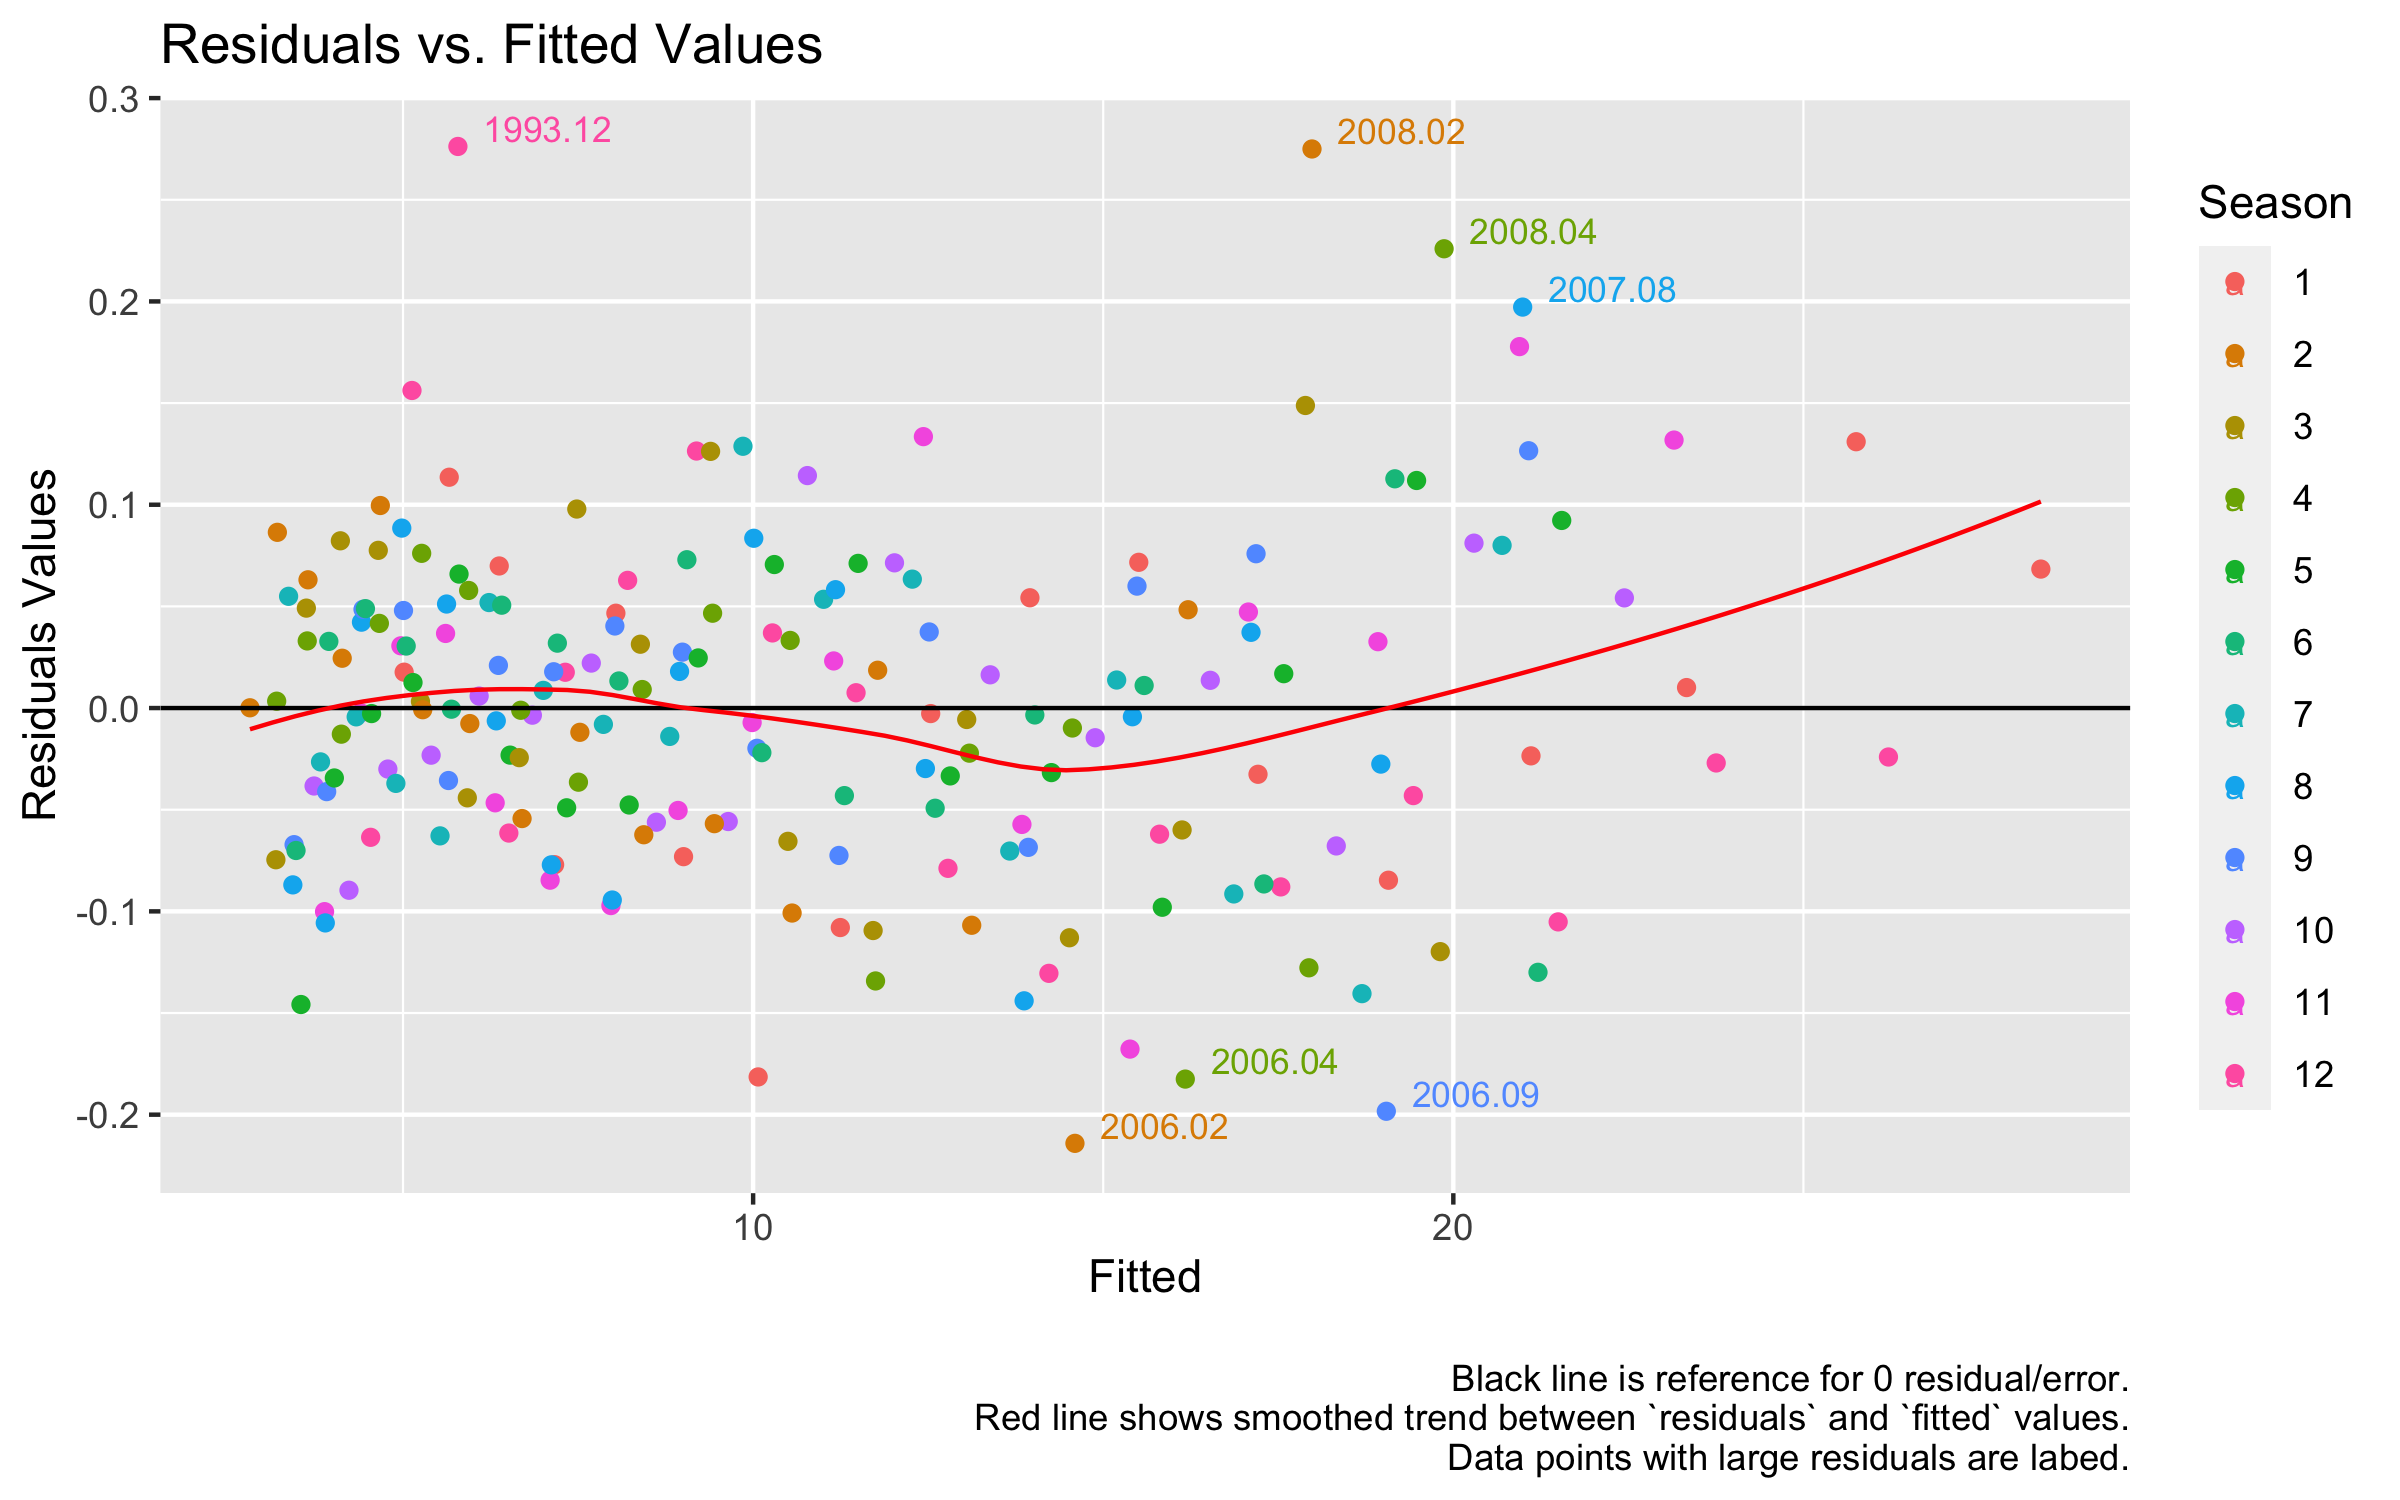 Residuals vs. Fitted Values
0.3
0.2
0.1
0.0
-0.1
-0.2
Residuals Values
1993.12
2008.02
2008.04
2007.08
2006.04
2006.09
2006.02
10
20
Fitted
Season
a 1
a 2
a 3
a 4
a 5
a 6
a 7
a 8
a 9
a 10
a 11
a 12
Black line is reference for 0 residual/error.
Red line shows smoothed trend between `residuals` and `fitted` values.
Data points with large residuals are labed.